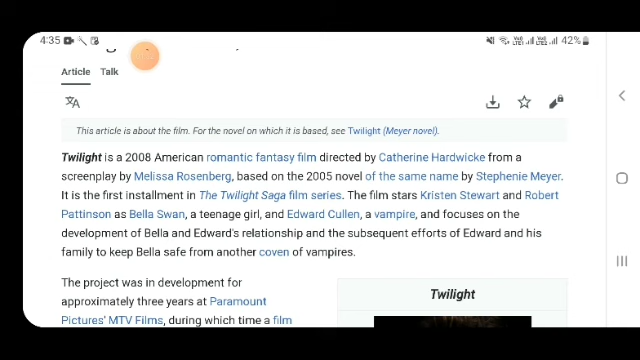 4:35
42%
Article Talk
This article is about the film. For the novel on which it is based, see Twilight (Meyer novel).
Twilight is a 2008 American romantic fantasy film directed by Catherine Hardwicke from a
screenplay by Melissa Rosenberg, based on the 2005 novel of the same name by Stephenie Meyer.
It is the first installment in The Twilight Saga film series. The film stars Kristen Stewart and Robert
Pattinson as Bella Swan, a teenage girl, and Edward Cullen, a vampire, and focuses on the
development of Bella and Edward's relationship and the subsequent efforts of Edward and his
family to keep Bella safe from another coven of vampires.
The project was in development for
approximately three years at Paramount
Pictures' MTV Films, during which time a film
Twilight